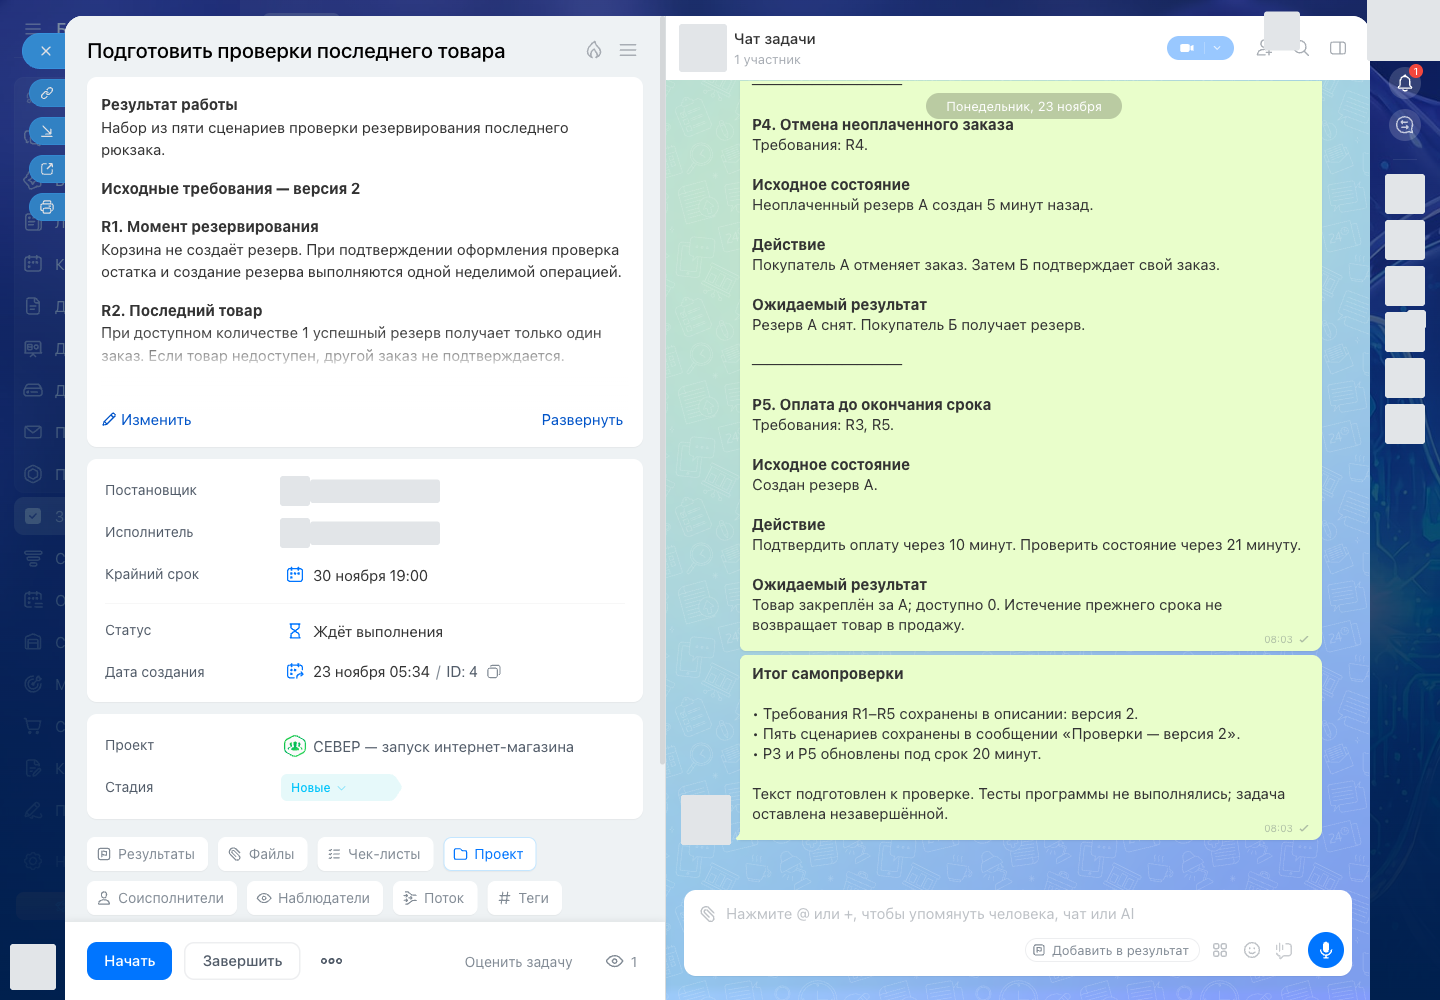 Подготовить проверки последнего товара
Результат работы
Набор из пяти сценариев проверки резервирования последнего
рюкзака.
Исходные требования — версия 2
R1. Момент резервирования
Корзина не создаёт резерв. При подтверждении оформления проверка
остатка и создание резерва выполняются одной неделимой операцией.
R2. Последний товар
При доступном количестве 1 успешный резерв получает только один
заказ. Если товар недоступен, другой заказ не подтверждается.
Изменить
Развернуть
Постановщик
Исполнитель
Крайний срок
30 ноября 19:00
Статус
Ждёт выполнения
Дата создания
23 ноября 05:34 / ID: 4
Проект
СЕВЕР — запуск интернет-магазина
Стадия
Новые
Результаты
Файлы
Чек-листы
Проект
Соисполнители
Наблюдатели
Поток
Теги
Начать
Завершить
Оценить задачу
1
Чат задачи
1 участник
Понедельник, 23 ноября
P4. Отмена неоплаченного заказа
Требования: R4.
Исходное состояние
Неоплаченный резерв А создан 5 минут назад.
Действие
Покупатель А отменяет заказ. Затем Б подтверждает свой заказ.
Ожидаемый результат
Резерв А снят. Покупатель Б получает резерв.
P5. Оплата до окончания срока
Требования: R3, R5.
Исходное состояние
Создан резерв А.
Действие
Подтвердить оплату через 10 минут. Проверить состояние через 21 минуту.
Ожидаемый результат
Товар закреплён за А; доступно 0. Истечение прежнего срока не
возвращает товар в продажу.
08:03
Итог самопроверки
• Требования R1–R5 сохранены в описании: версия 2.
• Пять сценариев сохранены в сообщении «Проверки — версия 2».
• P3 и P5 обновлены под срок 20 минут.
Текст подготовлен к проверке. Тесты программы не выполнялись; задача
оставлена незавершённой.
08:03
Нажмите @ или +, чтобы упомянуть человека, чат или AI
Добавить в результат
1